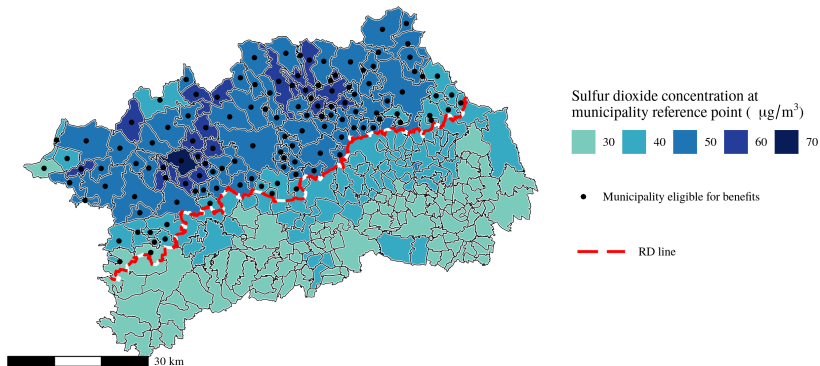 Sulfur dioxide concentration at
municipality reference point ( μg/m³)
30 40 50 60 70
Municipality eligible for benefits
RD line
30 km